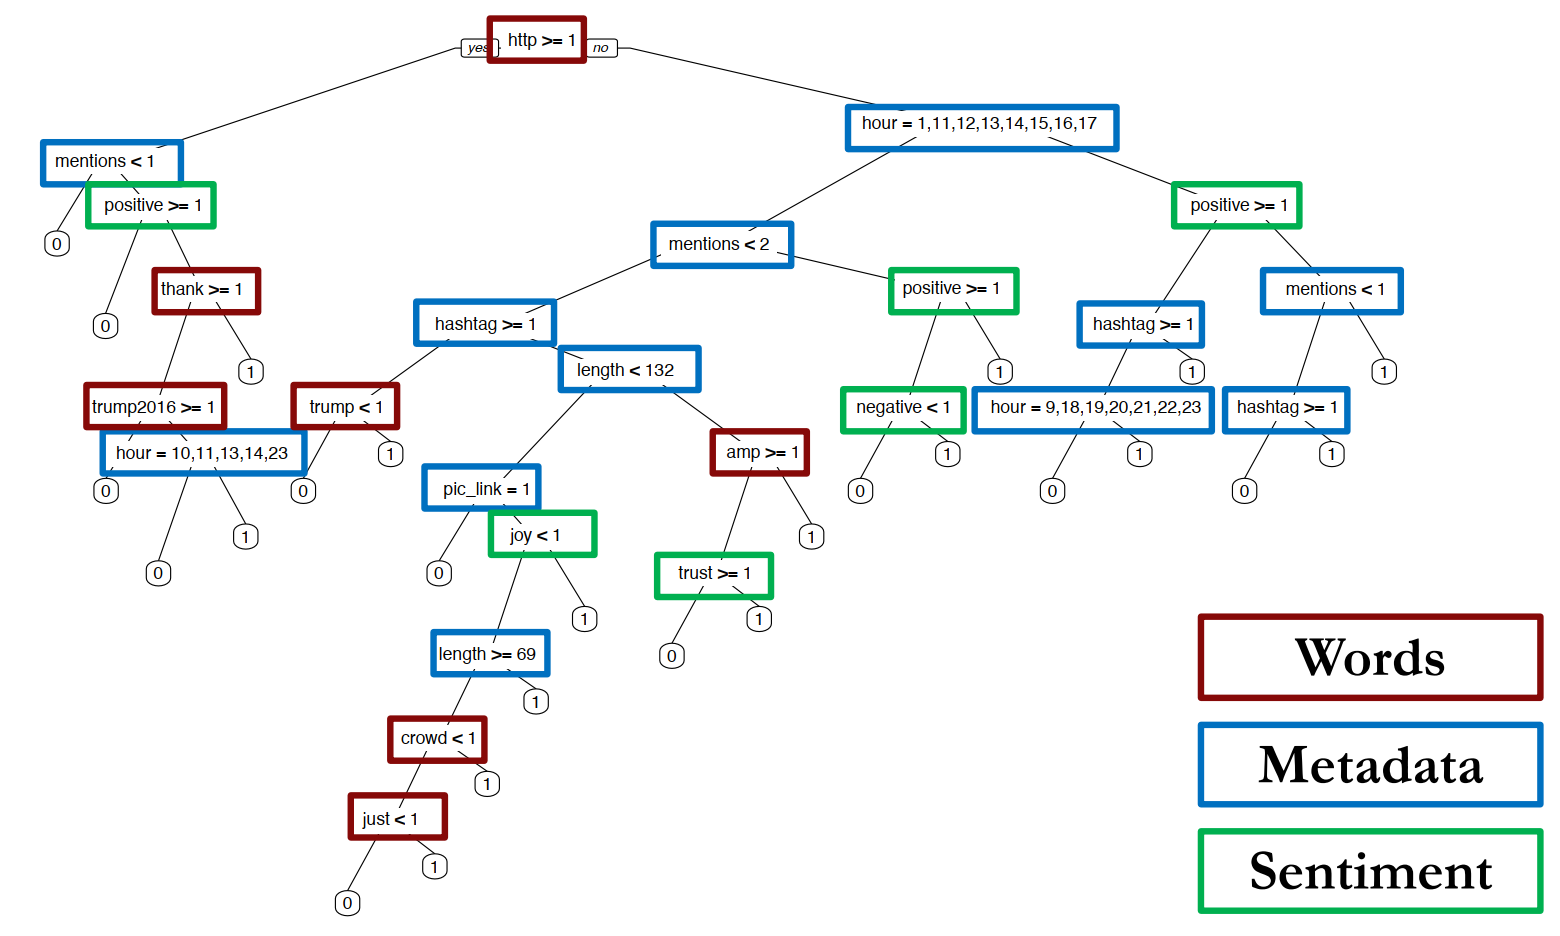 http >= 1
yes
no
hour = 1,11,12,13,14,15,16,17
mentions < 1
positive >= 1
positive >= 1
0
mentions < 2
thank >= 1
positive >= 1
mentions < 1
0
hashtag >= 1
hashtag >= 1
1
length < 132
1
1
1
trump2016 >= 1
trump < 1
negative < 1
hour = 9,18,19,20,21,22,23
hashtag >= 1
hour = 10,11,13,14,23
1
amp >= 1
1
1
1
0
0
pic_link = 1
0
0
0
1
joy < 1
1
0
0
trust >= 1
1
1
length >= 69
0
1
crowd < 1
1
just < 1
1
0
Words
Metadata
Sentiment